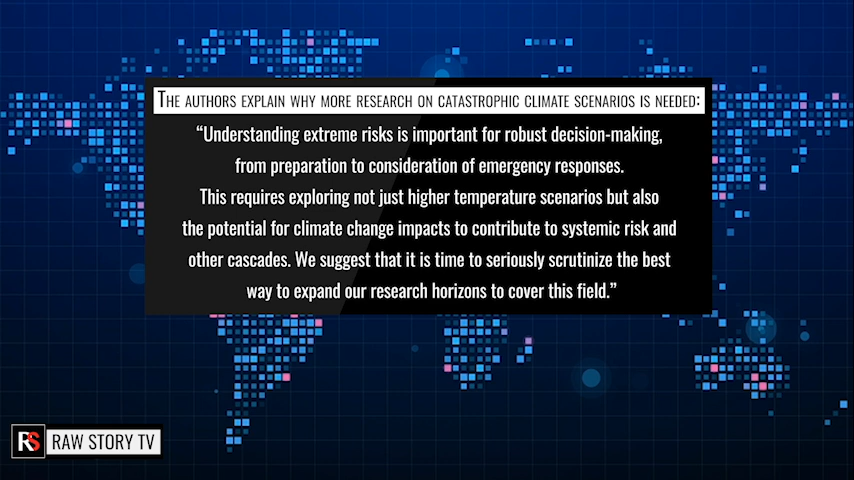 THE AUTHORS EXPLAIN WHY MORE RESEARCH ON CATASTROPHIC CLIMATE SCENARIOS IS NEEDED:
“Understanding extreme risks is important for robust decision-making,
from preparation to consideration of emergency responses.
This requires exploring not just higher temperature scenarios but also
the potential for climate change impacts to contribute to systemic risk and
other cascades. We suggest that it is time to seriously scrutinize the best
way to expand our research horizons to cover this field.”
RS RAW STORY TV